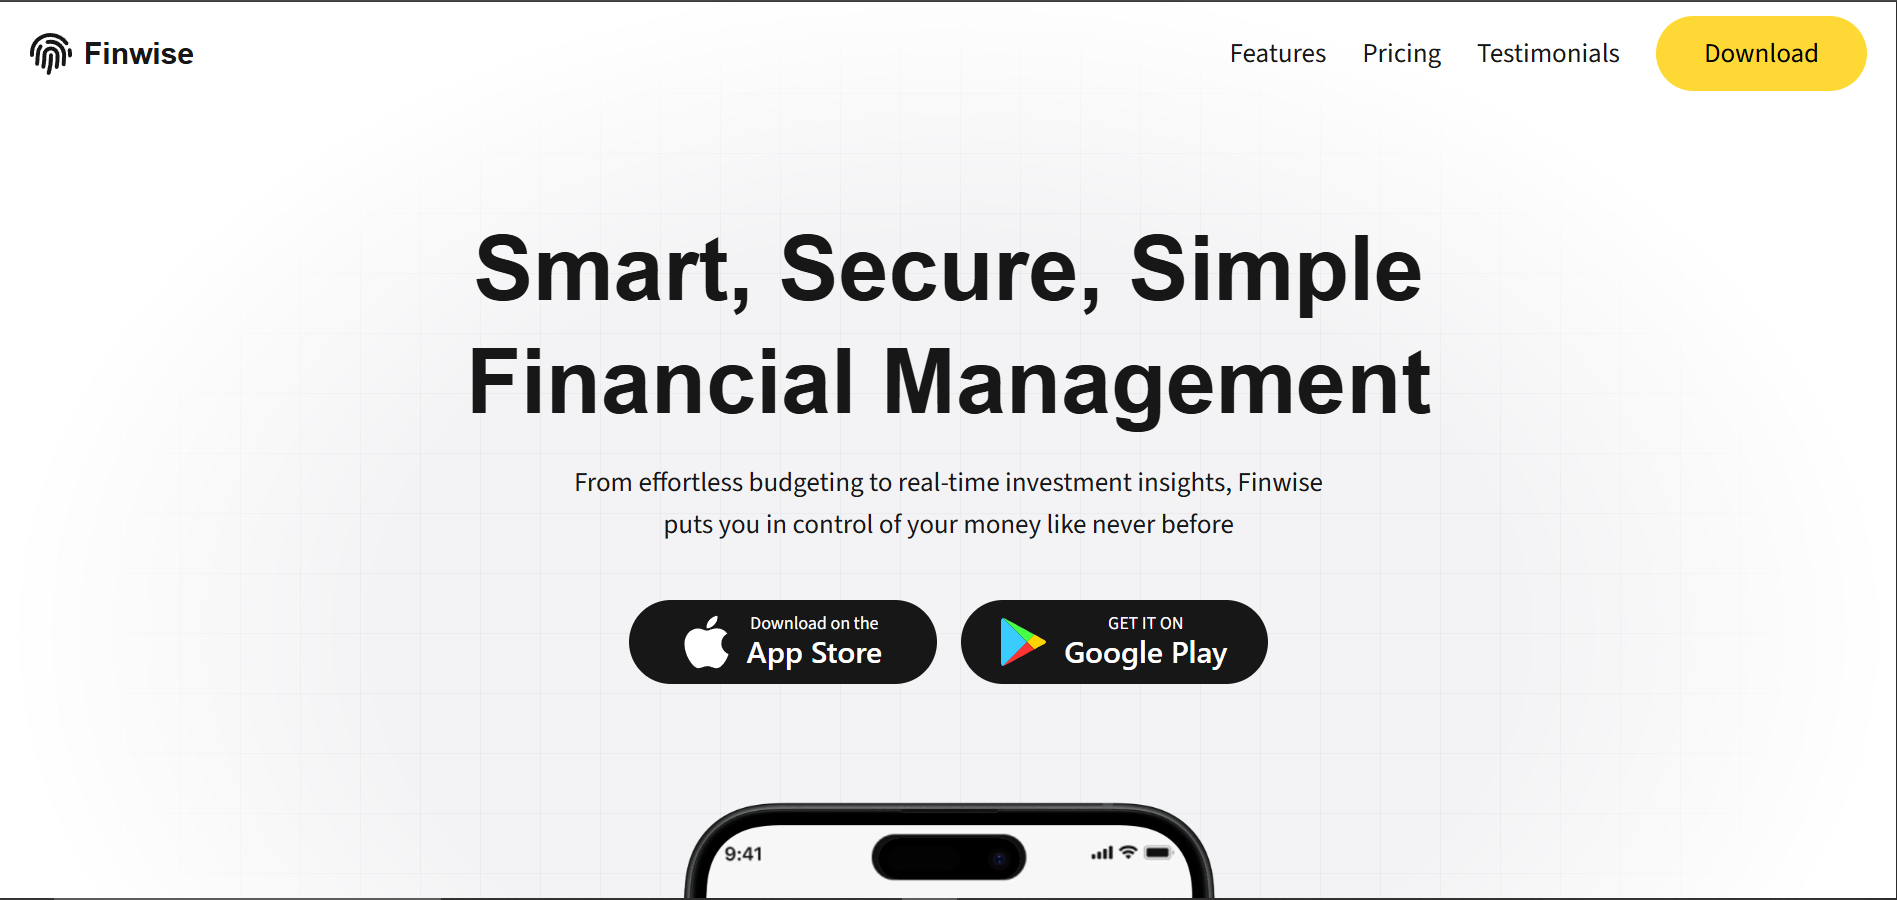 Finwise
Features Pricing Testimonials Download
Smart, Secure, Simple
Financial Management
From effortless budgeting to real-time investment insights, Finwise
puts you in control of your money like never before
Download on the
App Store
GET IT ON
Google Play
9:41